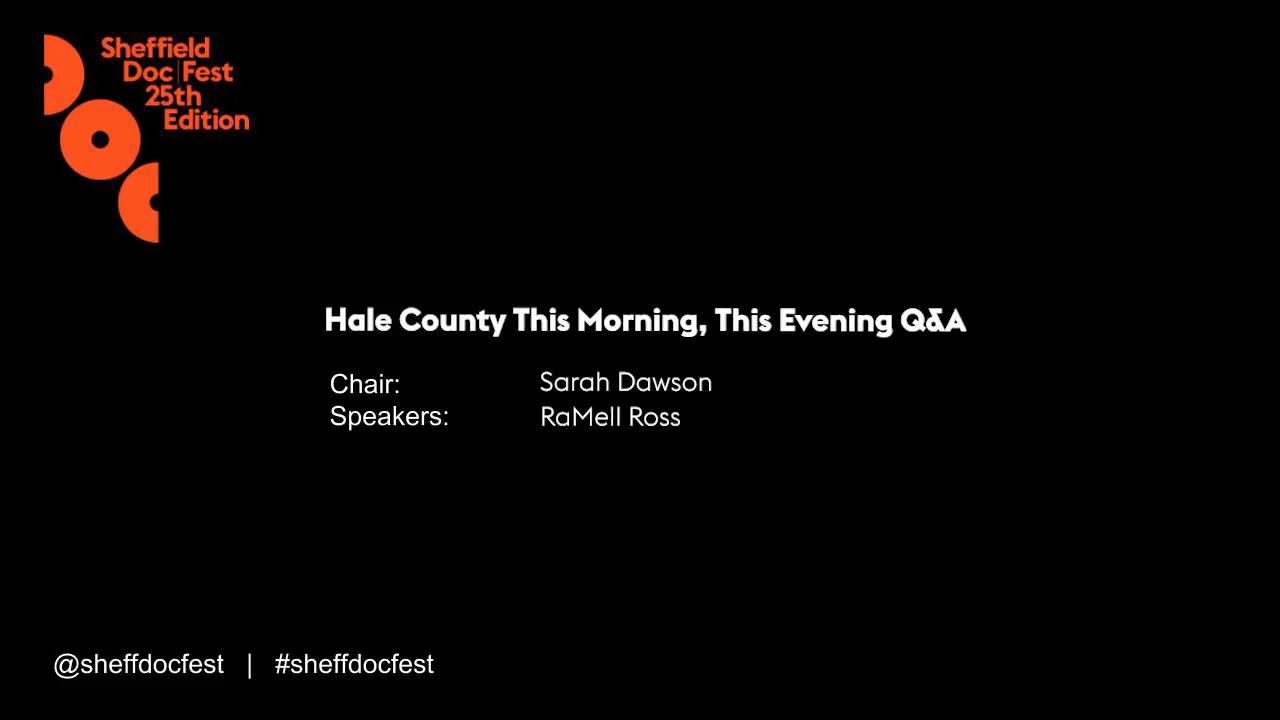 Sheffield
Doc|Fest
25th
Edition
Hale County This Morning, This Evening Q&A
Chair: Sarah Dawson
Speakers: RaMell Ross
@sheffdocfest | #sheffdocfest